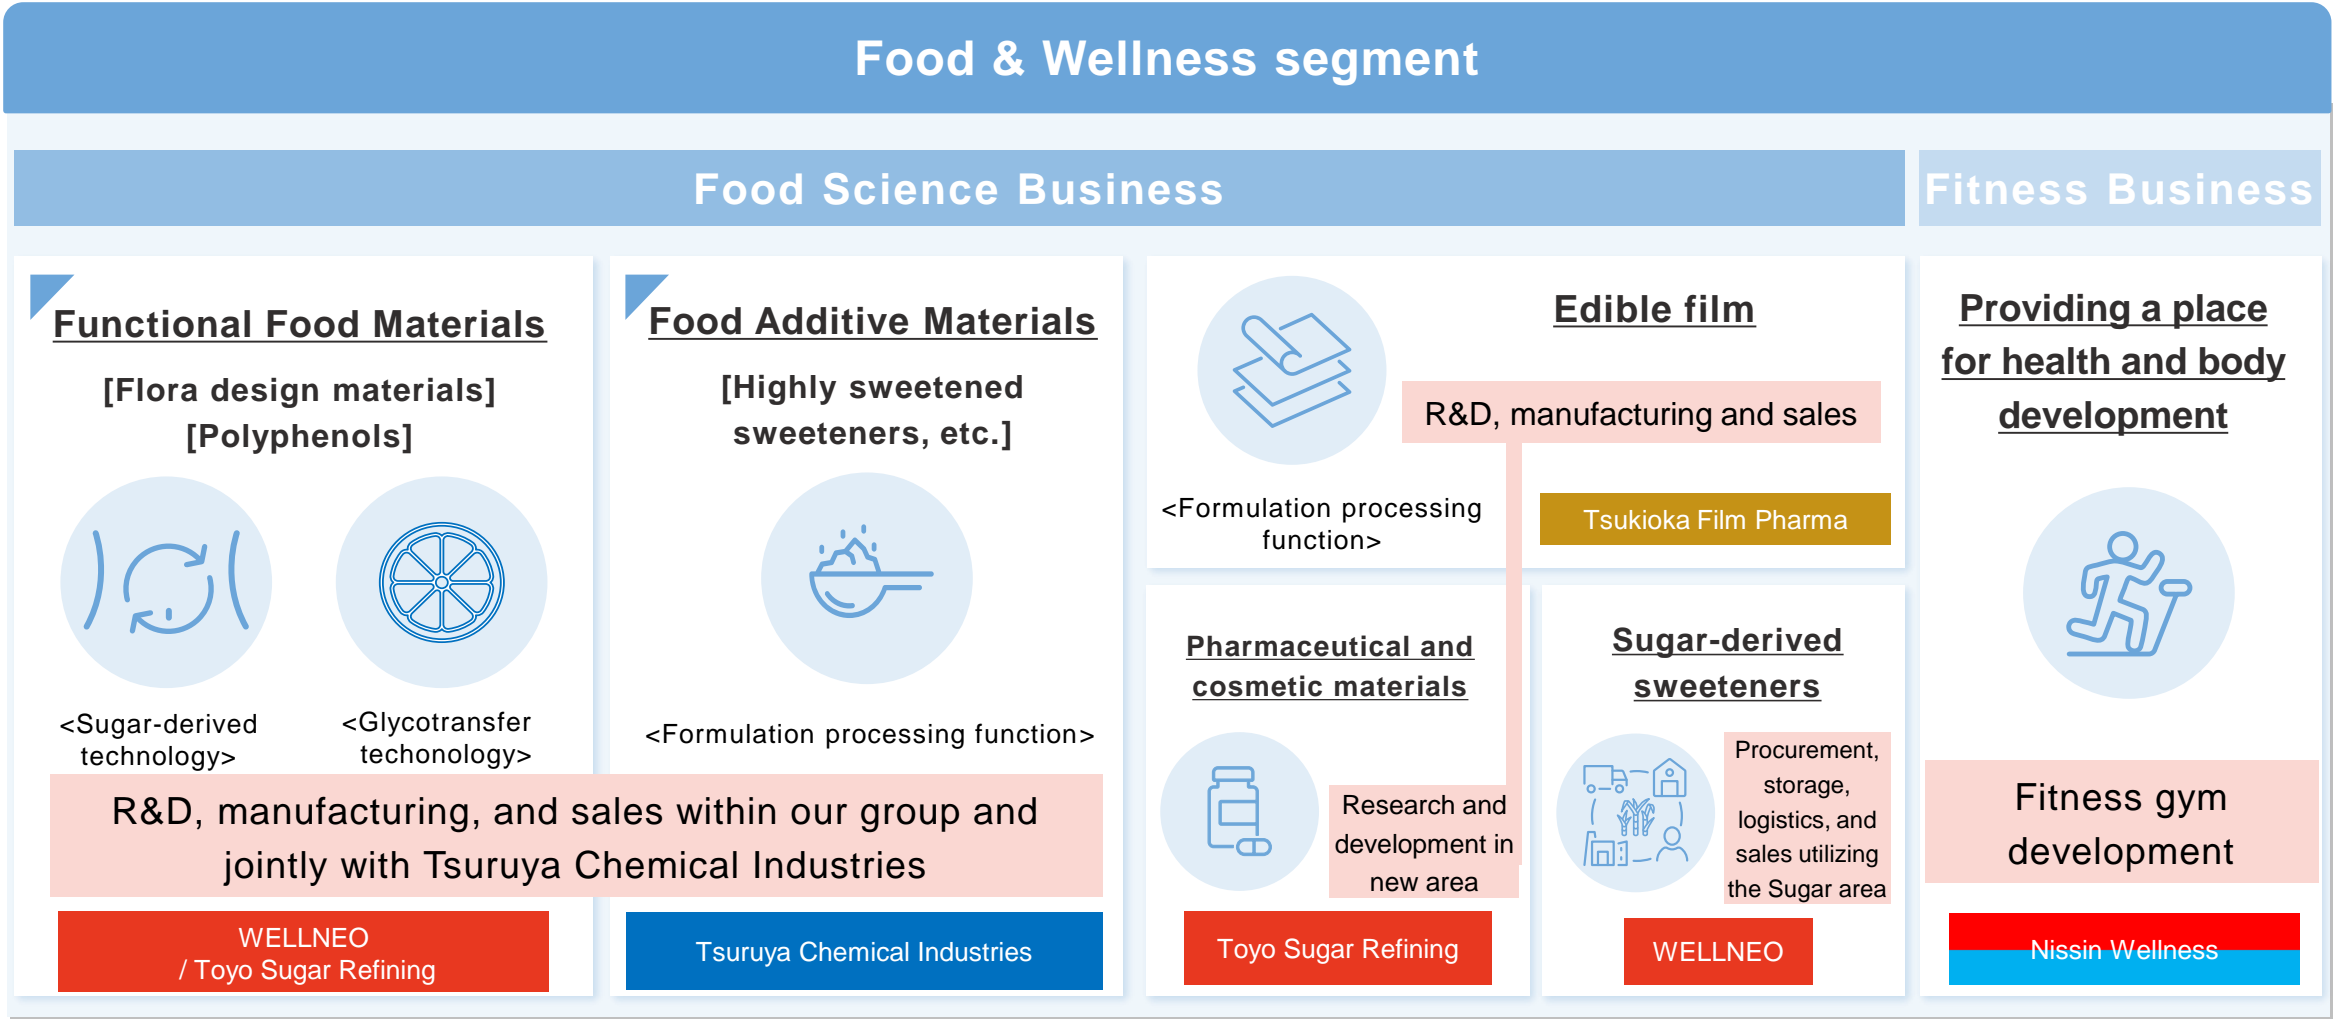 Food & Wellness segment
Food Science Business
Fitness Business
Functional Food Materials
[Flora design materials]
[Polyphenols]
<Sugar-derived
technology>
<Glycotransfer
techonology>
Food Additive Materials
[Highly sweetened
sweeteners, etc.]
<Formulation processing function>
R&D, manufacturing, and sales within our group and
jointly with Tsuruya Chemical Industries
WELLNEO
/ Toyo Sugar Refining
Tsuruya Chemical Industries
Edible film
R&D, manufacturing and sales
<Formulation processing
function>
Tsukioka Film Pharma
Pharmaceutical and
cosmetic materials
Research and
development in
new area
Toyo Sugar Refining
Sugar-derived
sweeteners
Procurement,
storage,
logistics, and
sales utilizing
the Sugar area
WELLNEO
Providing a place
for health and body
development
Fitness gym
development
Nissin Wellness